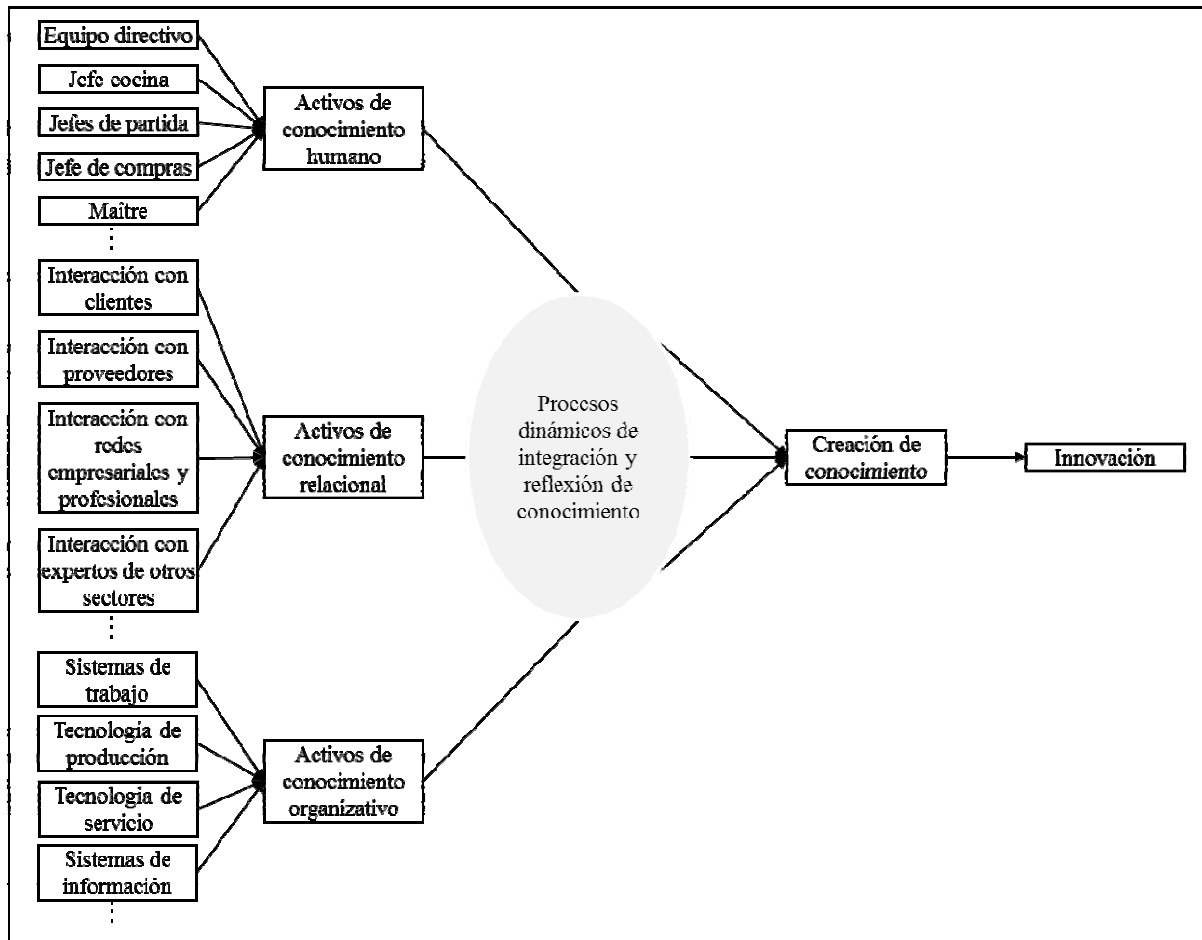 Equipo directivo
Jefe cocina
Jefes de partida
Jefe de compras
Maître
Interacción con
clientes
Interacción con
proveedores
Interacción con
redes
empresariales y
profesionales
Interacción con
expertos de otros
sectores
Sistemas de
trabajo
Tecnología de
producción
Tecnología de
servicio
Sistemas de
información
Activos de
conocimiento
humano
Activos de
conocimiento
relacional
Activos de
conocimiento
organizativo
Procesos
dinámicos de
integración y
reflexión de
conocimiento
Creación de
conocimiento
Innovación